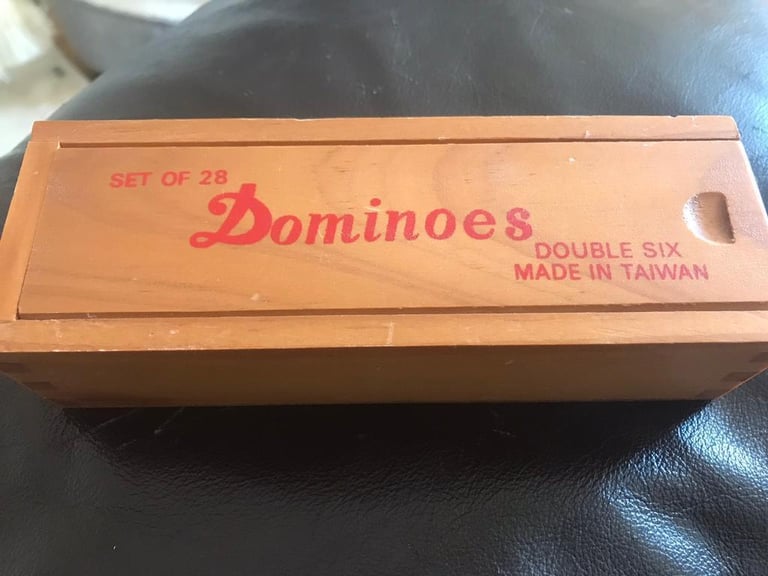 SET OF 28
Dominoes
DOUBLE SIX
MADE IN TAIWAN